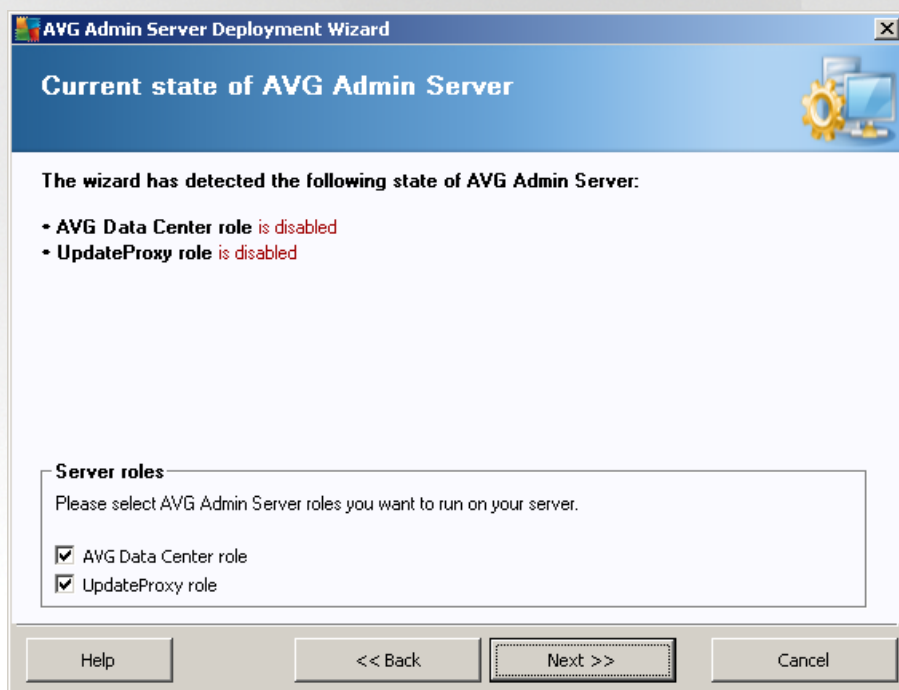 AVG Admin Server Deployment Wizard
Current state of AVG Admin Server
The wizard has detected the following state of AVG Admin Server:
• AVG Data Center role is disabled
• UpdateProxy role is disabled
Server roles
Please select AVG Admin Server roles you want to run on your server.
AVG Data Center role
UpdateProxy role
Help << Back Next >> Cancel